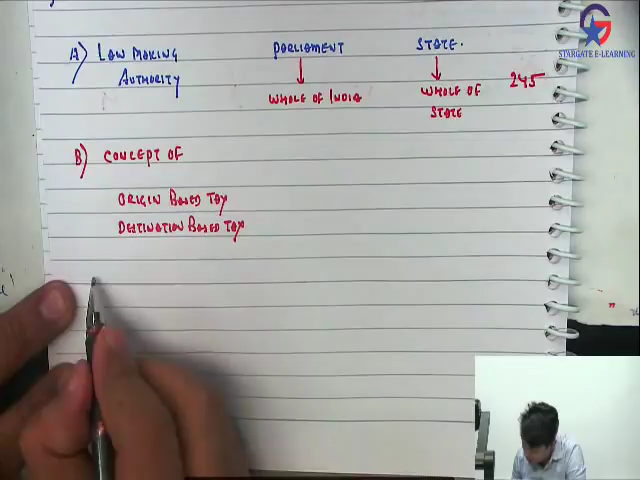 STARGATE E-LEARNING
A) LAW MAKING AUTHORITY
PARLIAMENT
WHOLE OF INDIA
STATE.
WHOLE OF STATE
245
B) CONCEPT OF
ORIGIN BASED TAX
DESTINATION BASED TAX